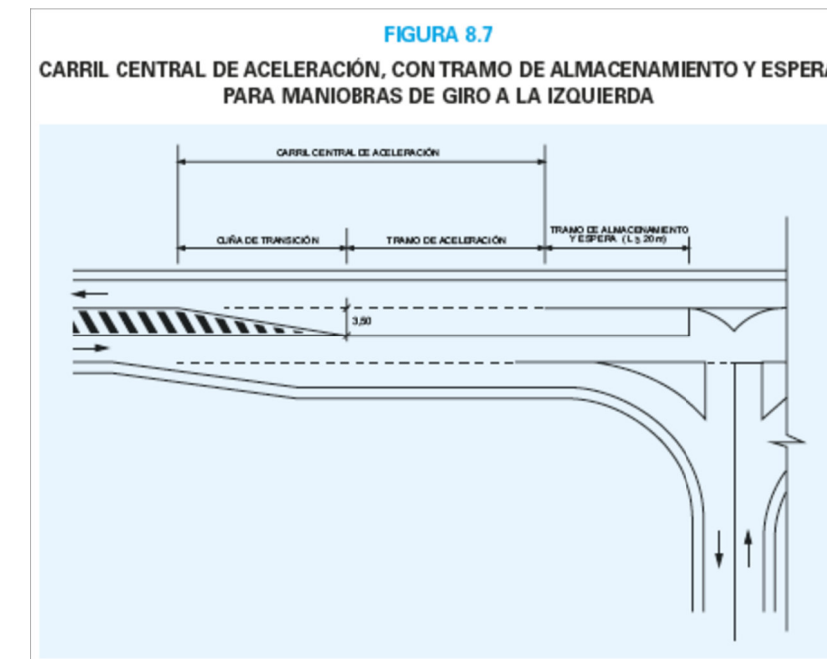 FIGURA 8.7
CARRIL CENTRAL DE ACELERACIÓN, CON TRAMO DE ALMACENAMIENTO Y ESPERA
PARA MANIOBRAS DE GIRO A LA IZQUIERDA
CARRIL CENTRAL DE ACELERACIÓN
CUÑA DE TRANSICIÓN
TRAMO DE ACELERACIÓN
TRAMO DE ALMACENAMIENTO
Y ESPERA (L ≥ 20 m)
3,50